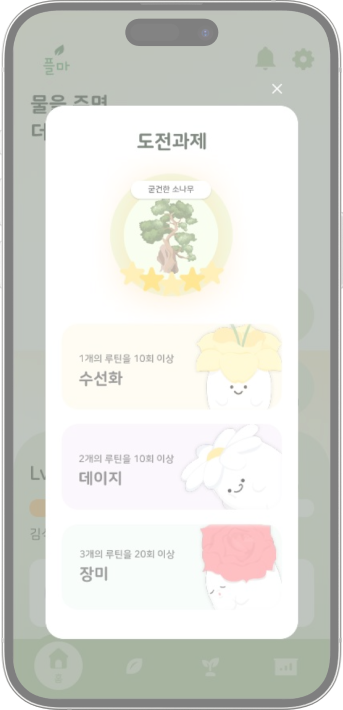 플마
물을 주면
더
도전과제
굳건한 소나무
1개의 루틴을 10회 이상
수선화
2개의 루틴을 10회 이상
데이지
3개의 루틴을 20회 이상
장미
Lv